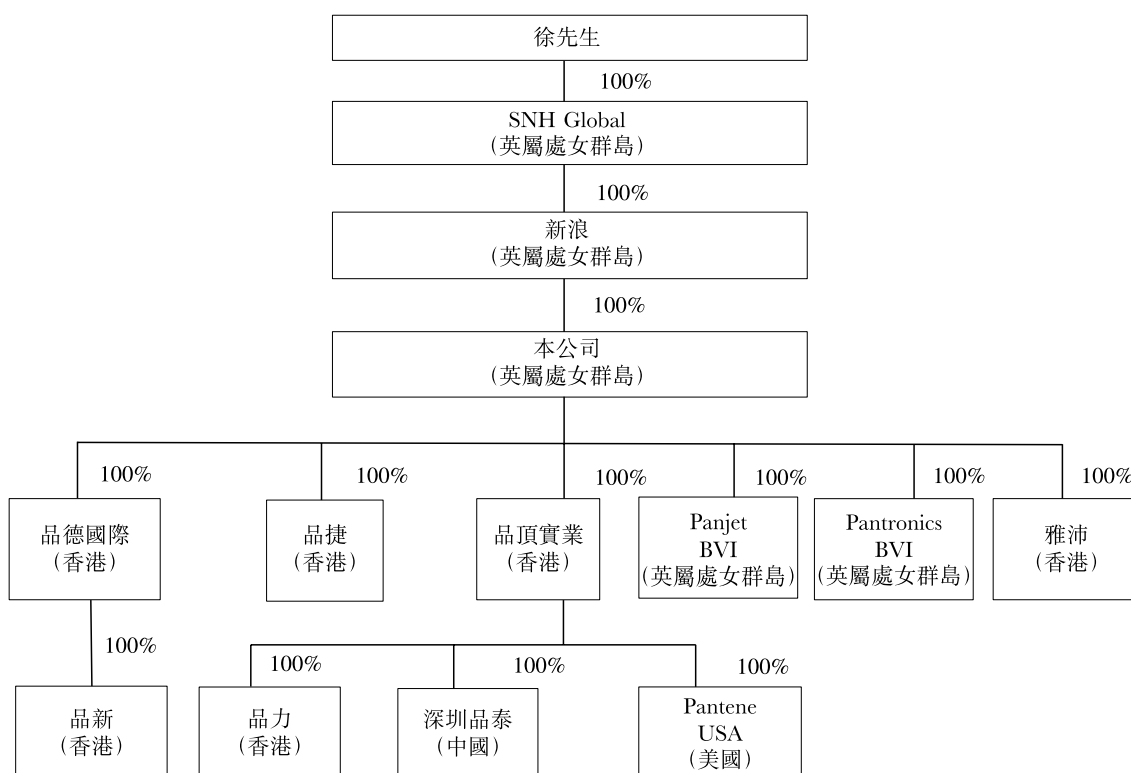 徐先生
100%
SNH Global
(英屬處女群島)
100%
新浪
(英屬處女群島)
100%
本公司
(英屬處女群島)
100%
100%
100%
100%
100%
100%
品德國際
(香港)
品捷
(香港)
品頂實業
(香港)
Panjet
BVI
(英屬處女群島)
Pantronics
BVI
(英屬處女群島)
雅沛
(香港)
100%
100%
100%
100%
品新
(香港)
品力
(香港)
深圳品泰
(中國)
Pantene
USA
(美國)